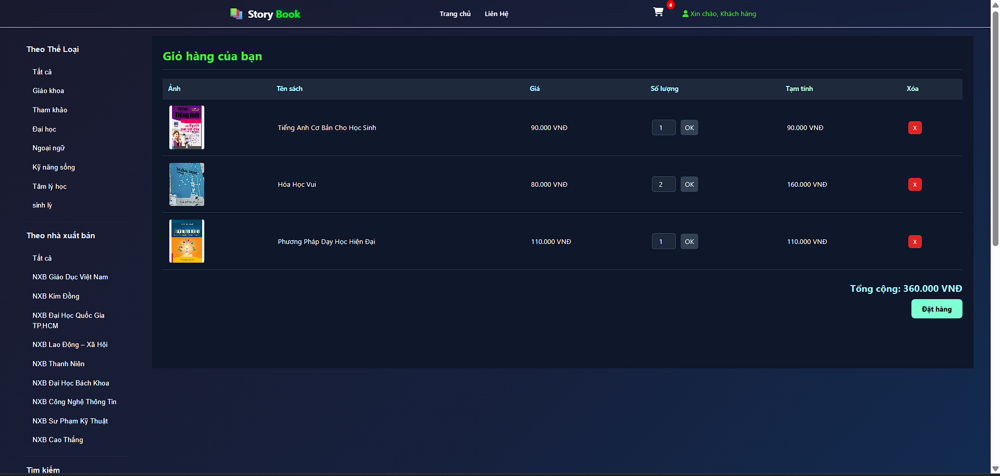 Story Book
Trang chủ
Liên Hệ
4
Xin chào, Khách hàng
Theo Thể Loại
Tất cả
Giáo khoa
Tham khảo
Đại học
Ngoại ngữ
Kỹ năng sống
Tâm lý học
sinh lý
Theo nhà xuất bản
Tất cả
NXB Giáo Dục Việt Nam
NXB Kim Đồng
NXB Đại Học Quốc Gia
TP.HCM
NXB Lao Động – Xã Hội
NXB Thanh Niên
NXB Đại Học Bách Khoa
NXB Công Nghệ Thông Tin
NXB Sư Phạm Kỹ Thuật
NXB Cao Thắng
Tìm kiếm
Giỏ hàng của bạn
Ảnh Tên sách Giá Số lượng Tạm tính Xóa
Tiếng Anh
Tiếng Anh Cơ Bản Cho Học Sinh 90.000 VNĐ 1 OK 90.000 VNĐ X
Hóa Học Vui 80.000 VNĐ 2 OK 160.000 VNĐ X
Phương Pháp Dạy Học Hiện Đại 110.000 VNĐ 1 OK 110.000 VNĐ X
Tổng cộng: 360.000 VNĐ
Đặt hàng